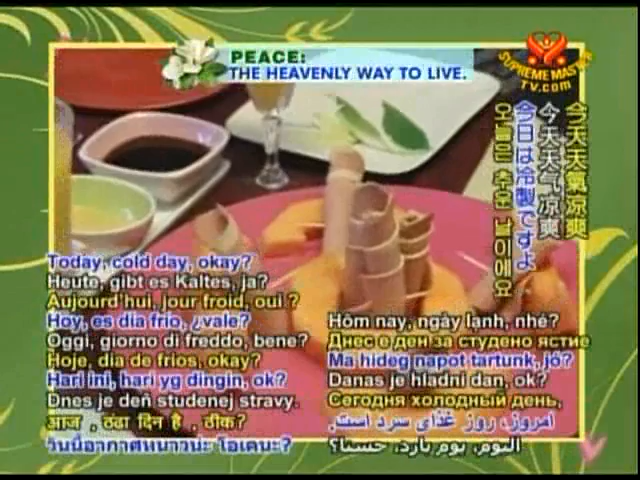 PEACE:
THE HEAVENLY WAY TO LIVE.
SUPREME MASTER
TV.com
今天天氣涼爽
今天天气凉爽
今日は冷製ですよ
오늘은 추운 날이에요
Today, cold day, okay?
Heute, gibt es Kaltes, ja?
Aujourd'hui, jour froid, oui ?
Hoy, es día frío, ¿vale?
Oggi, giorno di freddo, bene?
Hoje, dia de frios, okay?
Hari ini, hari yg dingin, ok?
Dnes je deň studenej stravy.
आज , ठंढा दिन है , ठीक?
วันนี้อากาศหนาวน่ะ โอเคนะ?
Hôm nay, ngày lạnh, nhé?
Днес е ден за студено ястие
Ma hideg napot tartunk, jó?
Danas je hladni dan, ok?
Сегодня холодный день,
امروز، روز غذای سرد است.
اليوم، يوم بارد، حسنا؟